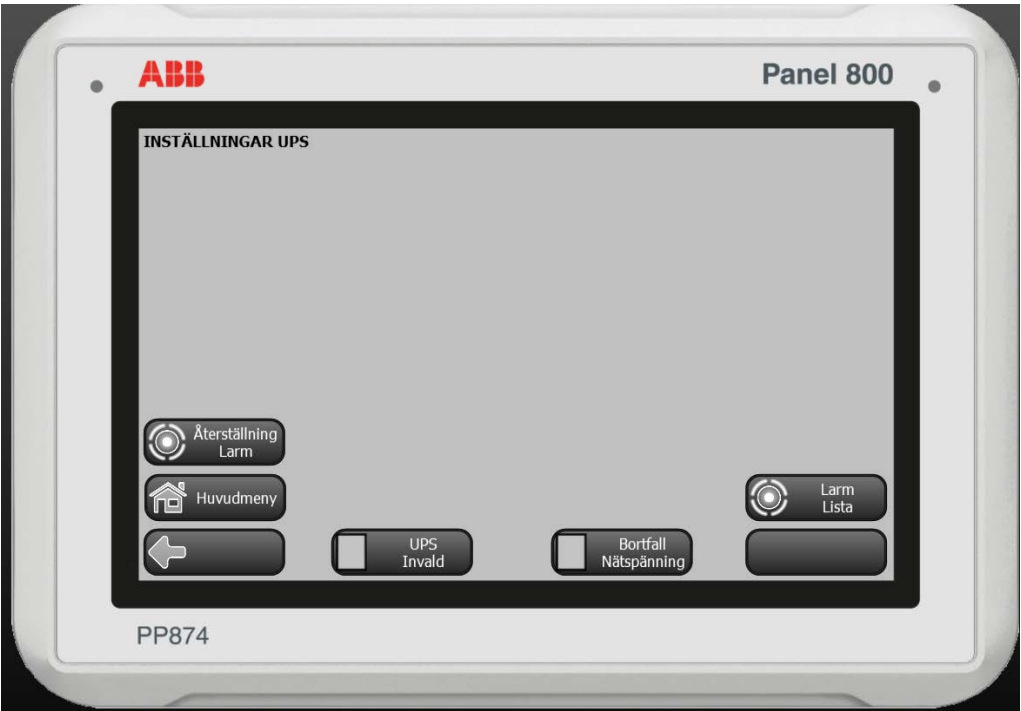 ABB
Panel 800
INSTÄLLNINGAR UPS
Återställning
Larm
Huvudmeny
Larm
Lista
UPS
Invald
Bortfall
Nätspänning
PP874